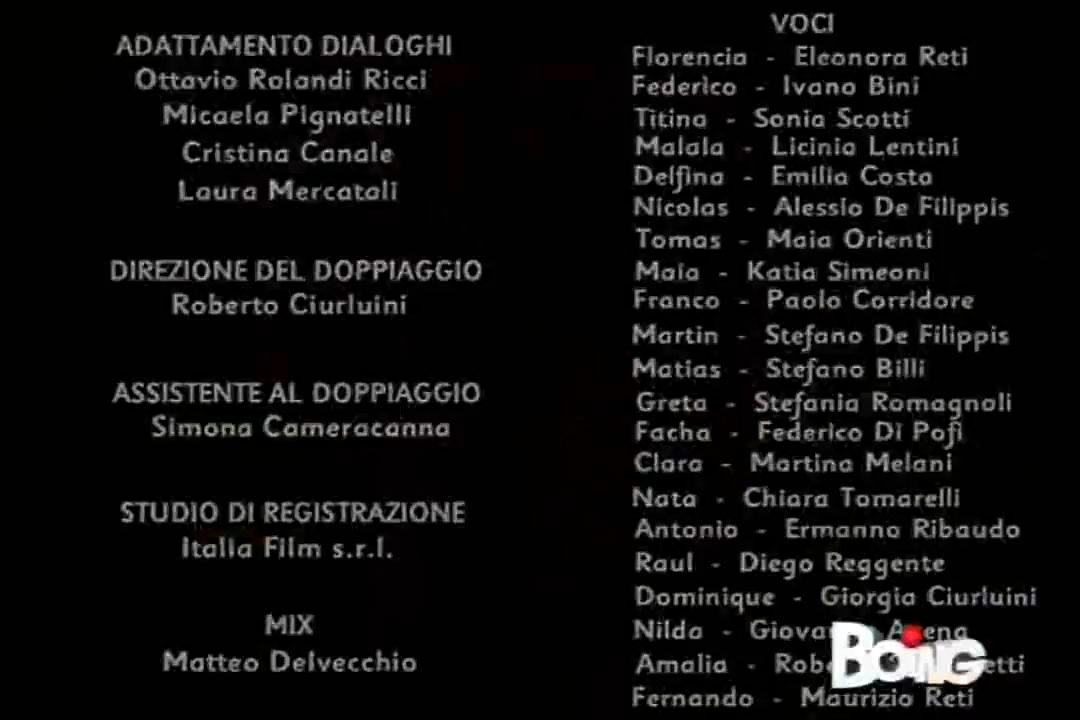 ADATTAMENTO DIALOGHI
Ottavio Rolandi Ricci
Micaela Pignatelli
Cristina Canale
Laura Mercatali
DIREZIONE DEL DOPPIAGGIO
Roberto Ciurluini
ASSISTENTE AL DOPPIAGGIO
Simona Cameracanna
STUDIO DI REGISTRAZIONE
Italia Film s.r.l.
MIX
Matteo Delvecchio
VOCI
Florencia - Eleonora Reti
Federico - Ivano Bini
Titina - Sonia Scotti
Malala - Licinia Lentini
Delfina - Emilia Costa
Nicolas - Alessio De Filippis
Tomas - Maia Orienti
Maia - Katia Simeoni
Franco - Paolo Corridore
Martin - Stefano De Filippis
Matias - Stefano Billi
Greta - Stefania Romagnoli
Facha - Federico Di Pofi
Clara - Martina Melani
Nata - Chiara Tomarelli
Antonio - Ermanno Ribaudo
Raul - Diego Reggente
Dominique - Giorgia Ciurluini
Nilda -
Amalia -
Fernando - Maurizio Reti
BOING